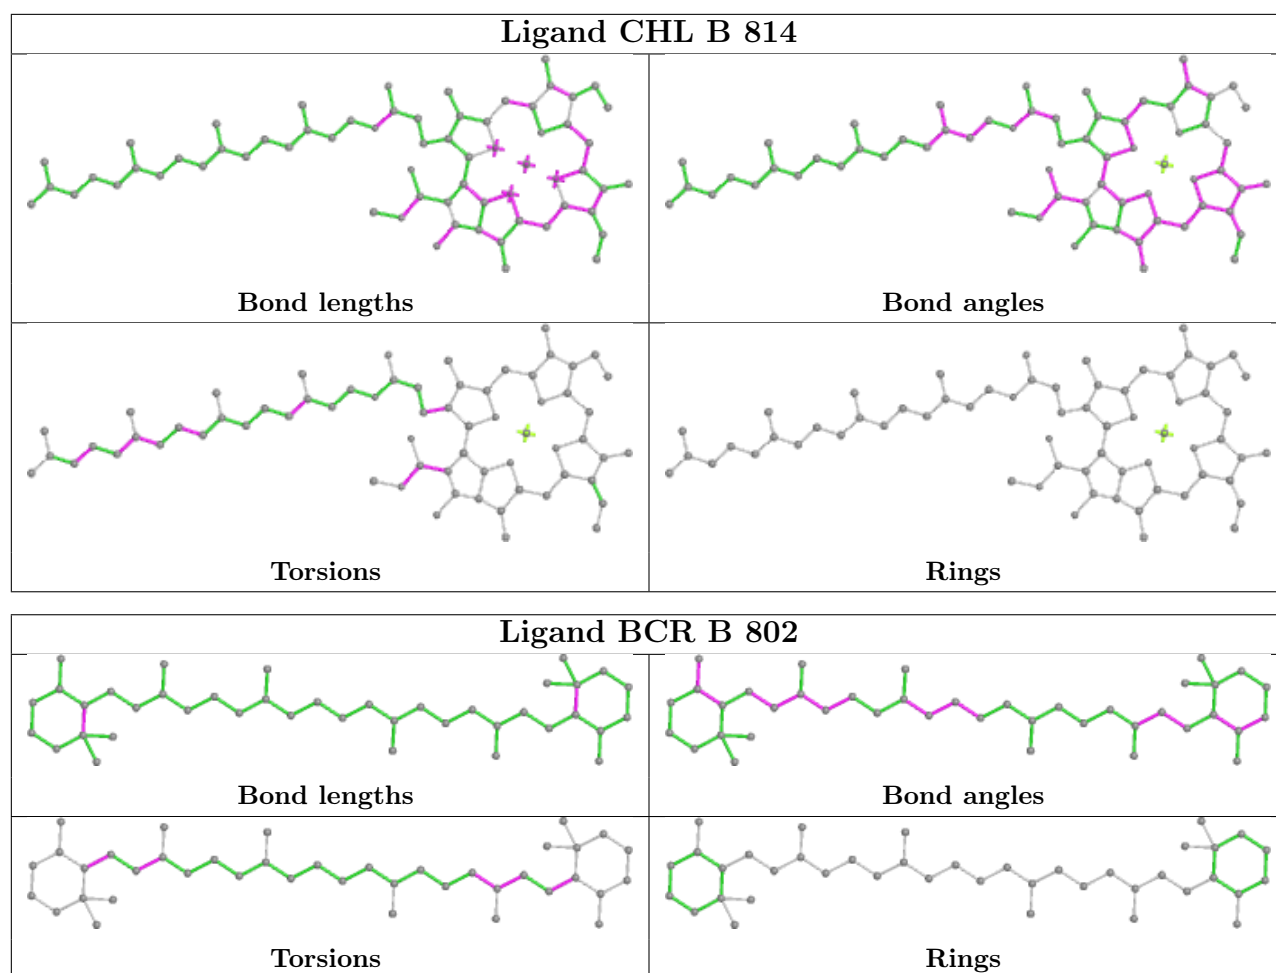 Ligand CHL B 814
Bond lengths
Bond angles
Torsions
Rings
Ligand BCR B 802
Bond lengths
Bond angles
Torsions
Rings